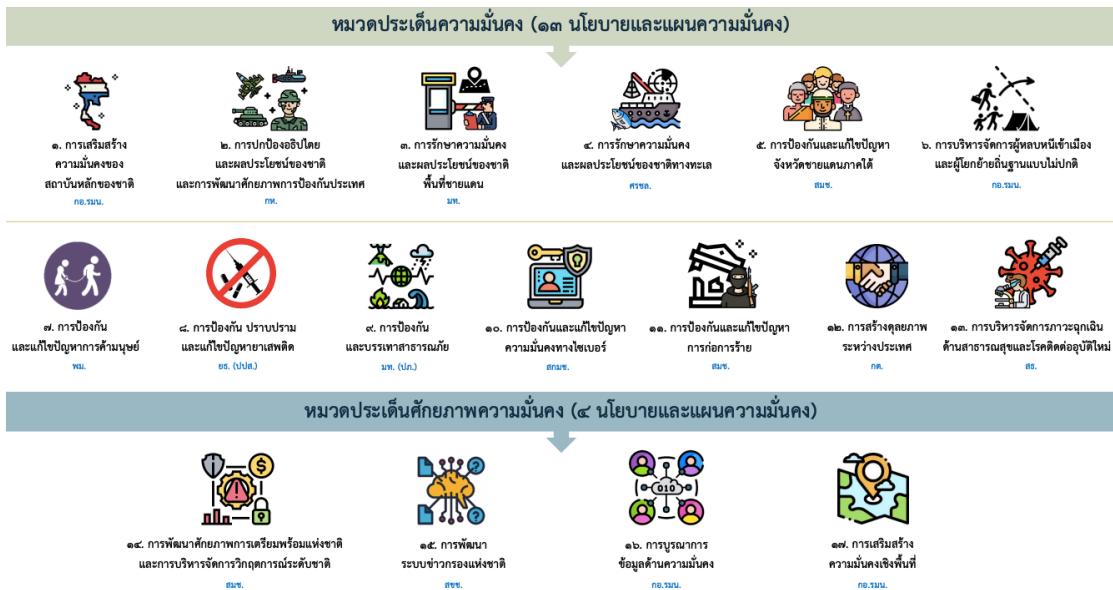 หมวดประเด็นความมั่นคง (๑๓ นโยบายและแผนความมั่นคง)
๑. การเสริมสร้าง
ความมั่นคงของ
สถาบันหลักของชาติ
กอ.รมน.
๒. การปกป้องอธิปไตย
และผลประโยชน์ของชาติ
และการพัฒนาศักยภาพการป้องกันประเทศ
กห.
๓. การรักษาความมั่นคง
และผลประโยชน์ของชาติ
พื้นที่ชายแดน
มท.
๔. การรักษาความมั่นคง
และผลประโยชน์ของชาติทางทะเล
ศรชล.
๕. การป้องกันและแก้ไขปัญหา
จังหวัดชายแดนภาคใต้
สมช.
๖. การบริหารจัดการผู้หลบหนีเข้าเมือง
และผู้โยกย้ายถิ่นฐานแบบไม่ปกติ
กอ.รมน.
๗. การป้องกัน
และแก้ไขปัญหาการค้ามนุษย์
พม.
๘. การป้องกัน ปราบปราม
และแก้ไขปัญหายาเสพติด
ยธ. (ปปส.)
๙. การป้องกัน
และบรรเทาสาธารณภัย
มท. (ปภ.)
๑๐. การป้องกันและแก้ไขปัญหา
ความมั่นคงทางไซเบอร์
สกมช.
๑๑. การป้องกันและแก้ไขปัญหา
การก่อการร้าย
สมช.
๑๒. การสร้างดุลยภาพ
ระหว่างประเทศ
กต.
๑๓. การบริหารจัดการภาวะฉุกเฉิน
ด้านสาธารณสุขและโรคติดต่ออุบัติใหม่
สธ.
หมวดประเด็นศักยภาพความมั่นคง (๔ นโยบายและแผนความมั่นคง)
๑๔. การพัฒนาศักยภาพการเตรียมพร้อมแห่งชาติ
และการบริหารจัดการวิกฤตการณ์ระดับชาติ
สมช.
๑๕. การพัฒนา
ระบบข่าวกรองแห่งชาติ
สขช.
010
๑๖. การบูรณาการ
ข้อมูลด้านความมั่นคง
กอ.รมน.
๑๗. การเสริมสร้าง
ความมั่นคงเชิงพื้นที่
กอ.รมน.